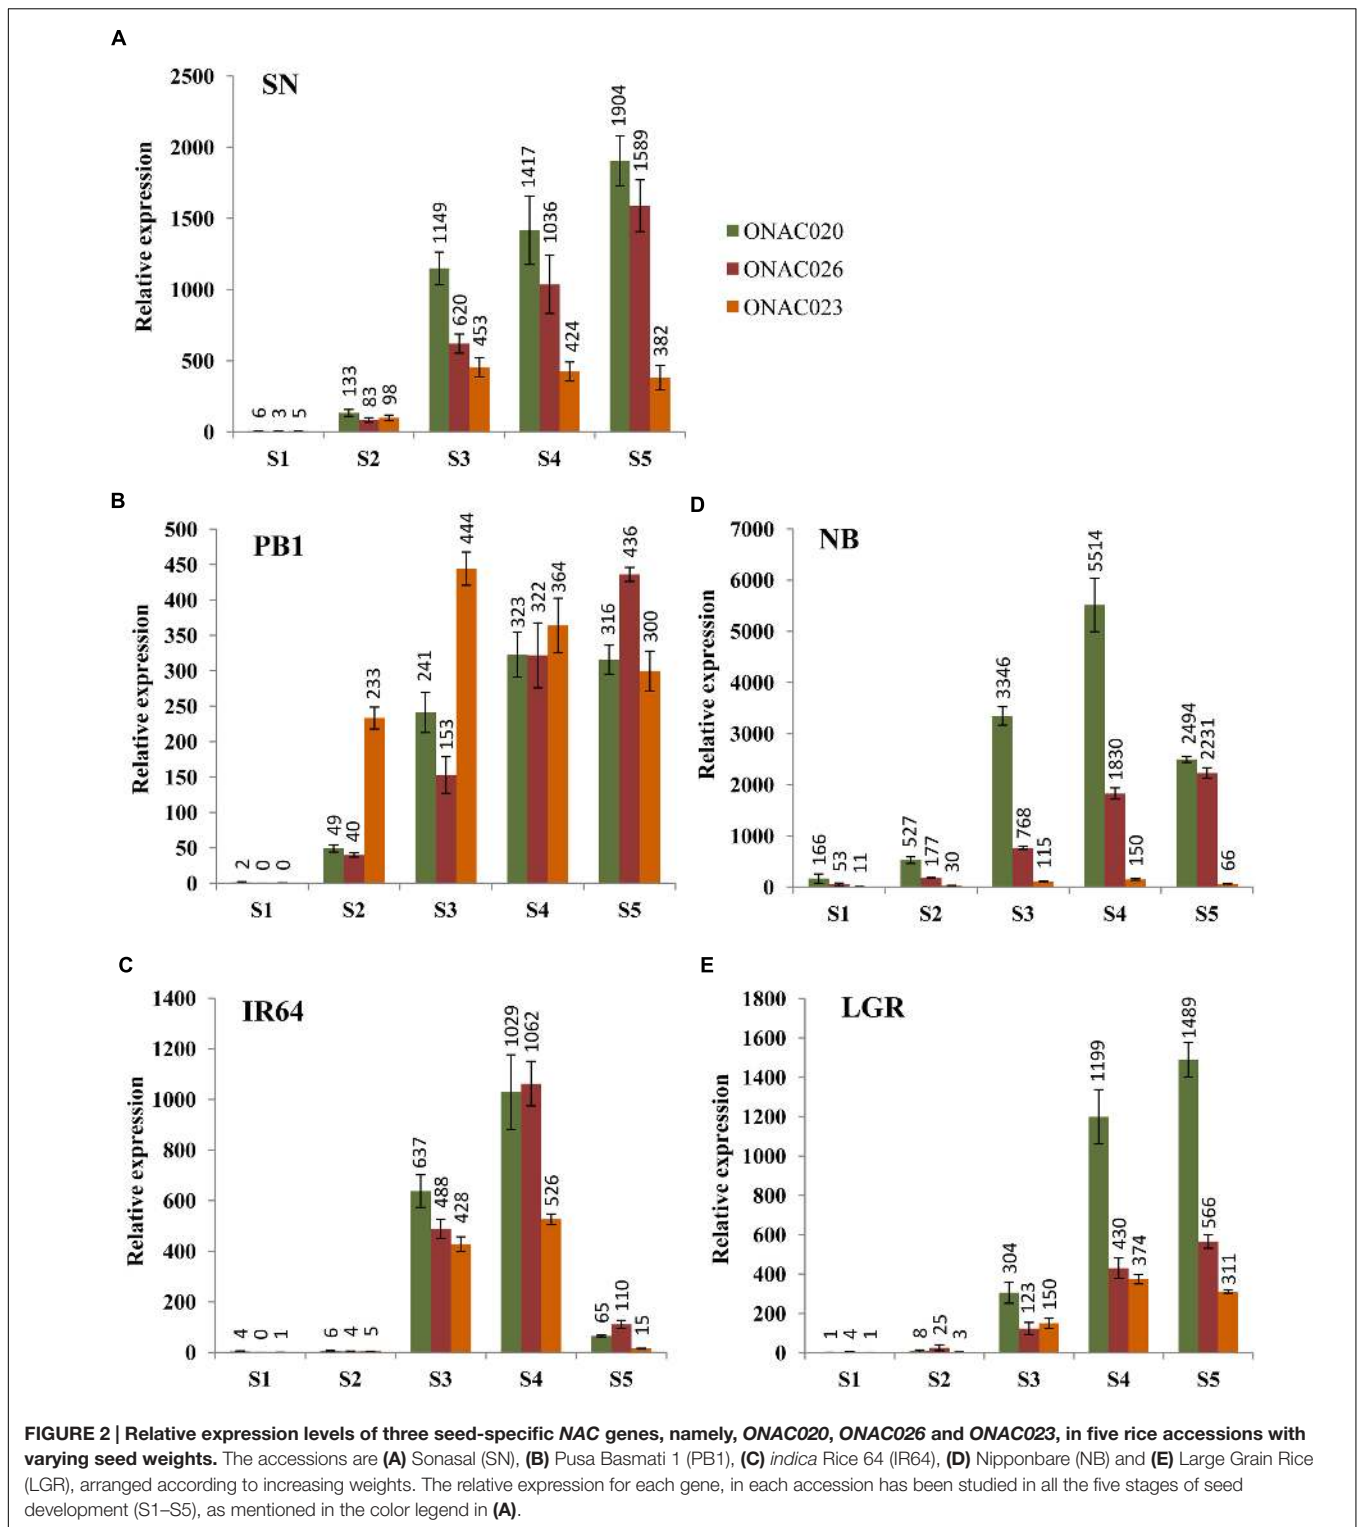 A
SN
Relative expression
2500
2000
1500
1000
500
0
6 3 5
133 83 98
1149 620 453
1417 1036 424
1904 1589 382
S1 S2 S3 S4 S5
ONAC020
ONAC026
ONAC023
B
PB1
Relative expression
500
450
400
350
300
250
200
150
100
50
0
2 0 0
49 40 233
241 153 444
323 322 364
316 436 300
S1 S2 S3 S4 S5
D
NB
Relative expression
7000
6000
5000
4000
3000
2000
1000
0
166 53 11
527 177 30
3346 768 115
5514 1830 150
2494 2231 66
S1 S2 S3 S4 S5
C
IR64
Relative expression
1400
1200
1000
800
600
400
200
0
4 0 1
6 4 5
637 488 428
1029 1062 526
65 110 15
S1 S2 S3 S4 S5
E
LGR
Relative expression
1800
1600
1400
1200
1000
800
600
400
200
0
1 4 1
8 25 3
304 123 150
1199 430 374
1489 566 311
S1 S2 S3 S4 S5
FIGURE 2 | Relative expression levels of three seed-specific NAC genes, namely, ONAC020, ONAC026 and ONAC023, in five rice accessions with
varying seed weights. The accessions are (A) Sonasal (SN), (B) Pusa Basmati 1 (PB1), (C) indica Rice 64 (IR64), (D) Nipponbare (NB) and (E) Large Grain Rice
(LGR), arranged according to increasing weights. The relative expression for each gene, in each accession has been studied in all the five stages of seed
development (S1–S5), as mentioned in the color legend in (A).